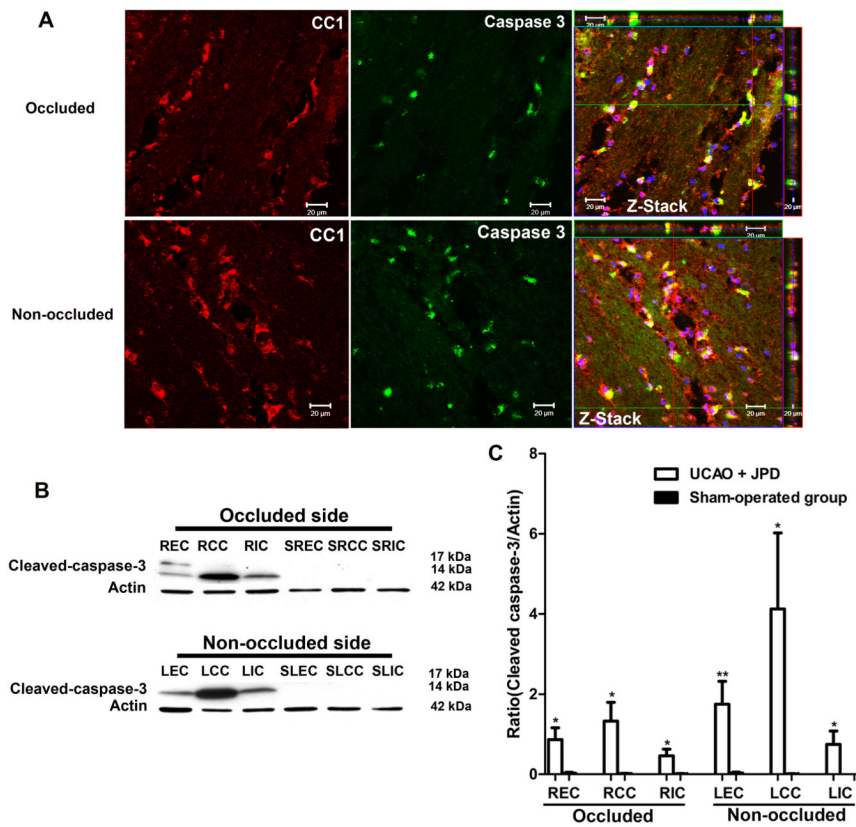 A
CC1
Caspase 3
20 µm
Occluded
20 µm
20 µm
20 µm
20 µm
Z-Stack
CC1
Caspase 3
20 µm
Non-occluded
20 µm
20 µm
20 µm
20 µm
Z-Stack
B
Occluded side
REC RCC RIC SREC SRCC SRIC
17 kDa
Cleaved-caspase-3
14 kDa
Actin
42 kDa
Non-occluded side
LEC LCC LIC SLEC SLCC SLIC
17 kDa
Cleaved-caspase-3
14 kDa
Actin
42 kDa
C
UCAO + JPD
Sham-operated group
Ratio(Cleaved caspase-3/Actin)
8
6
4
2
0
*
*
*
**
*
*
REC RCC RIC LEC LCC LIC
Occluded Non-occluded